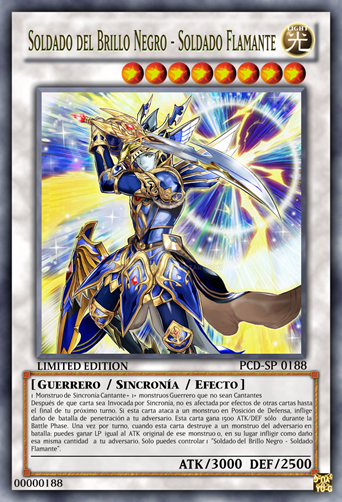 Soldado del Brillo Negro - Soldado Flamante
LIGHT
光
LIMITED EDITION
PCD-SP 0188
[ Guerrero / Sincronía / Efecto ]
1 Monstruo de Sincronía Cantante+ 1+ monstruos Guerrero que no sean Cantantes
Después de que carta sea Invocada por Sincronía, no es afectada por efectos de otras cartas hasta
el final de tu próximo turno. Si esta carta ataca a un monstruo en Posición de Defensa, inflige
daño de batalla de penetración a tu adversario. Esta carta gana 1500 ATK/DEF sólo durante la
Battle Phase. Una vez por turno, cuando esta carta destruye a un monstruo del adversario en
batalla: puedes ganar LP igual al ATK original de ese monstruo o, en su lugar infligir como daño
esa misma cantidad a tu adversario. Solo puedes controlar 1 "Soldado del Brillo Negro - Soldado
Flamante".
ATK/3000 DEF/2500
00000188